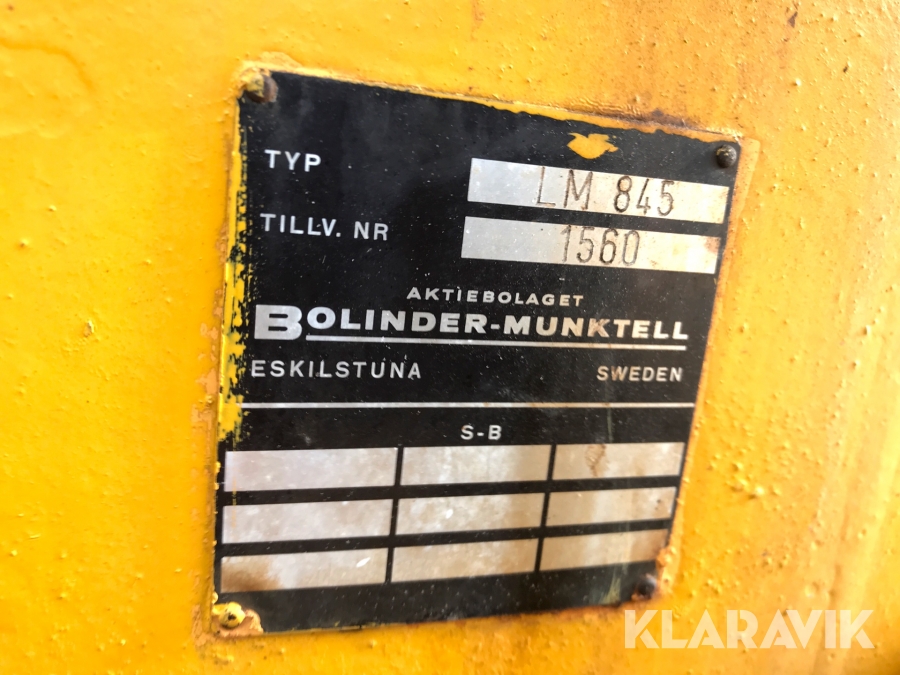 TYP LM 845
TILLV. NR 1560
AKTIEBOLAGET
BOLINDER-MUNKTELL
ESKILSTUNA SWEDEN
S-B
KLARAVIK